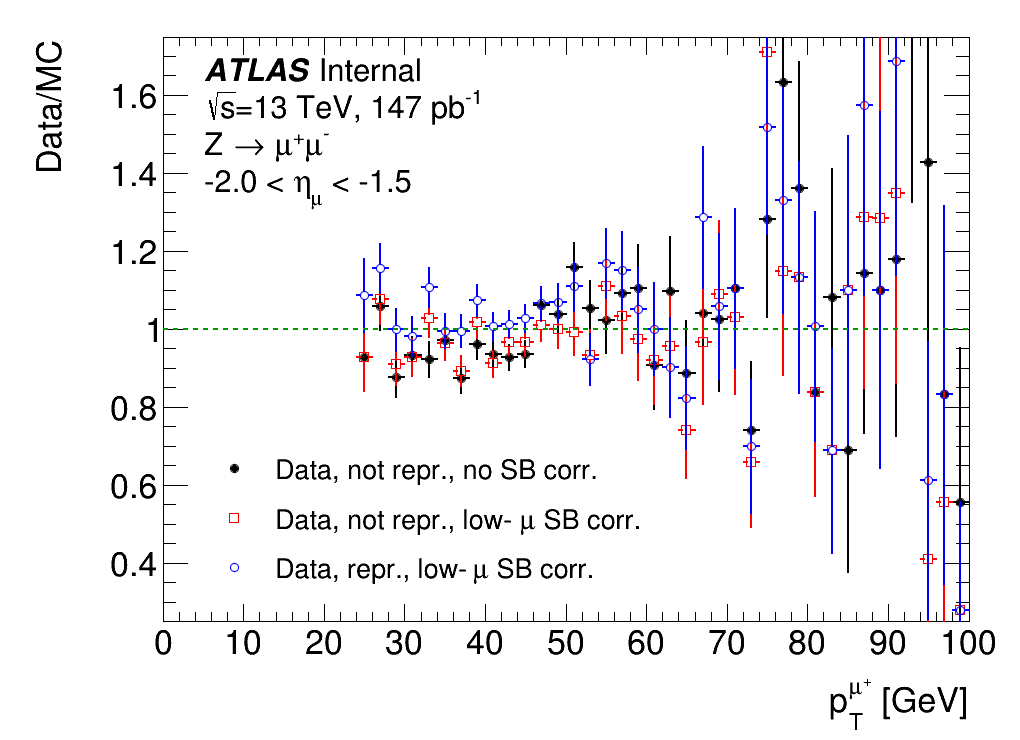 Data/MC
ATLAS Internal
√s=13 TeV, 147 pb⁻¹
Z → μ⁺μ⁻
-2.0 < η_μ < -1.5
1.6
1.4
1.2
1
0.8
0.6
0.4
Data, not repr., no SB corr.
Data, not repr., low- μ SB corr.
Data, repr., low- μ SB corr.
0 10 20 30 40 50 60 70 80 90 100
p_T^μ⁺ [GeV]